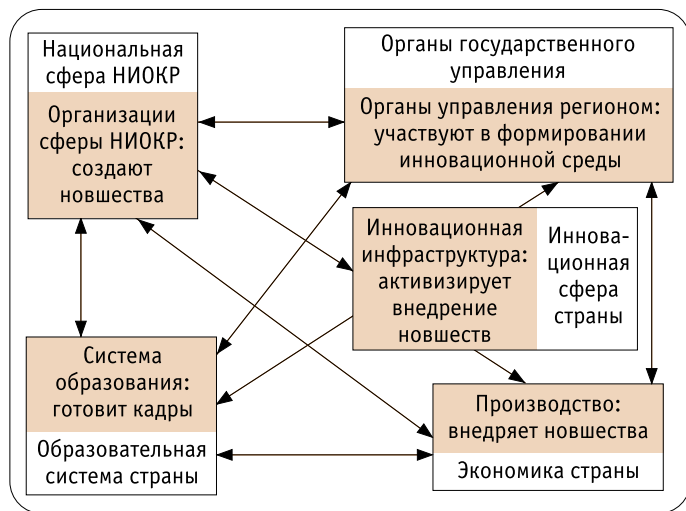 Национальная
сфера НИОКР
Организации
сферы НИОКР:
создают
новшества
Органы государственного
управления
Органы управления регионом:
участвуют в формировании
инновационной среды
Инновационная
инфраструктура:
активизирует
внедрение
новшеств
Иннова-
ционная
сфера
страны
Система
образования:
готовит кадры
Образовательная
система страны
Производство:
внедряет новшества
Экономика страны